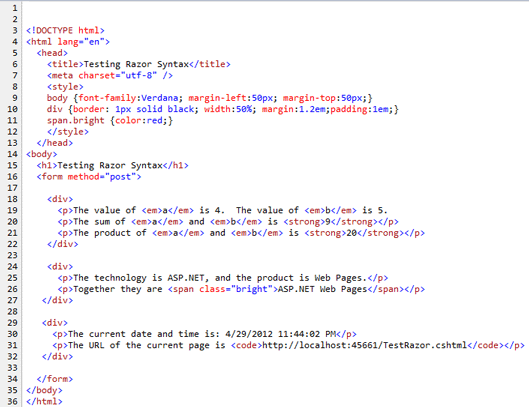 1
2
3 <!DOCTYPE html>
4 <html lang="en">
5   <head>
6     <title>Testing Razor Syntax</title>
7     <meta charset="utf-8" />
8     <style>
9     body {font-family:Verdana; margin-left:50px; margin-top:50px;}
10     div {border: 1px solid black; width:50%; margin:1.2em;padding:1em;}
11     span.bright {color:red;}
12     </style>
13   </head>
14 <body>
15   <h1>Testing Razor Syntax</h1>
16   <form method="post">
17
18     <div>
19       <p>The value of <em>a</em> is 4.  The value of <em>b</em> is 5.
20       <p>The sum of <em>a</em> and <em>b</em> is <strong>9</strong></p>
21       <p>The product of <em>a</em> and <em>b</em> is <strong>20</strong></p>
22     </div>
23
24     <div>
25       <p>The technology is ASP.NET, and the product is Web Pages.</p>
26       <p>Together they are <span class="bright">ASP.NET Web Pages</span></p>
27    </div>
28
29    <div>
30      <p>The current date and time is: 4/29/2012 11:44:02 PM</p>
31      <p>The URL of the current page is <code>http://localhost:45661/TestRazor.cshtml</code></p>
32    </div>
33
34   </form>
35 </body>
36 </html>